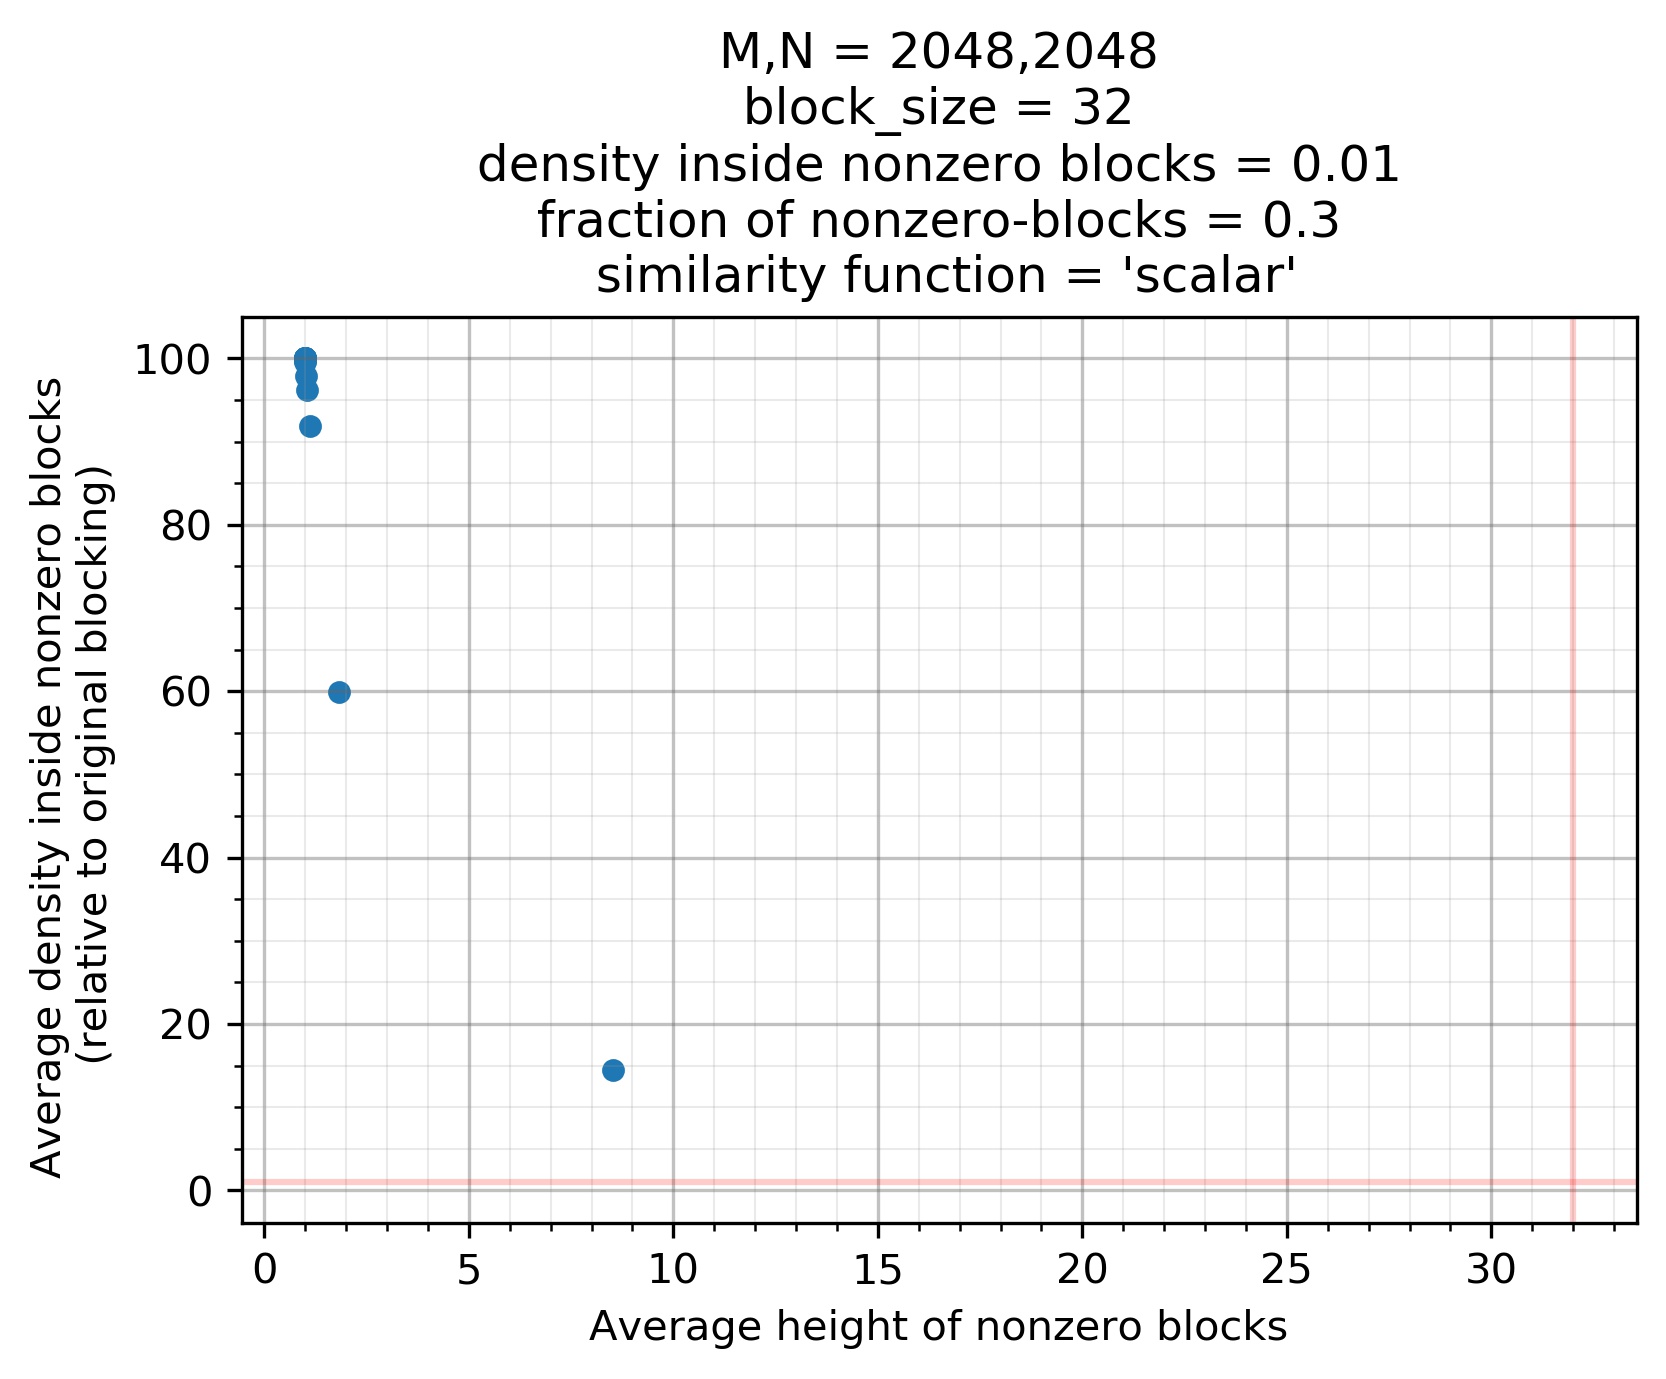 M,N = 2048,2048
block_size = 32
density inside nonzero blocks = 0.01
fraction of nonzero-blocks = 0.3
similarity function = 'scalar'
Average density inside nonzero blocks
(relative to original blocking)
100
80
60
40
20
0
0 5 10 15 20 25 30
Average height of nonzero blocks